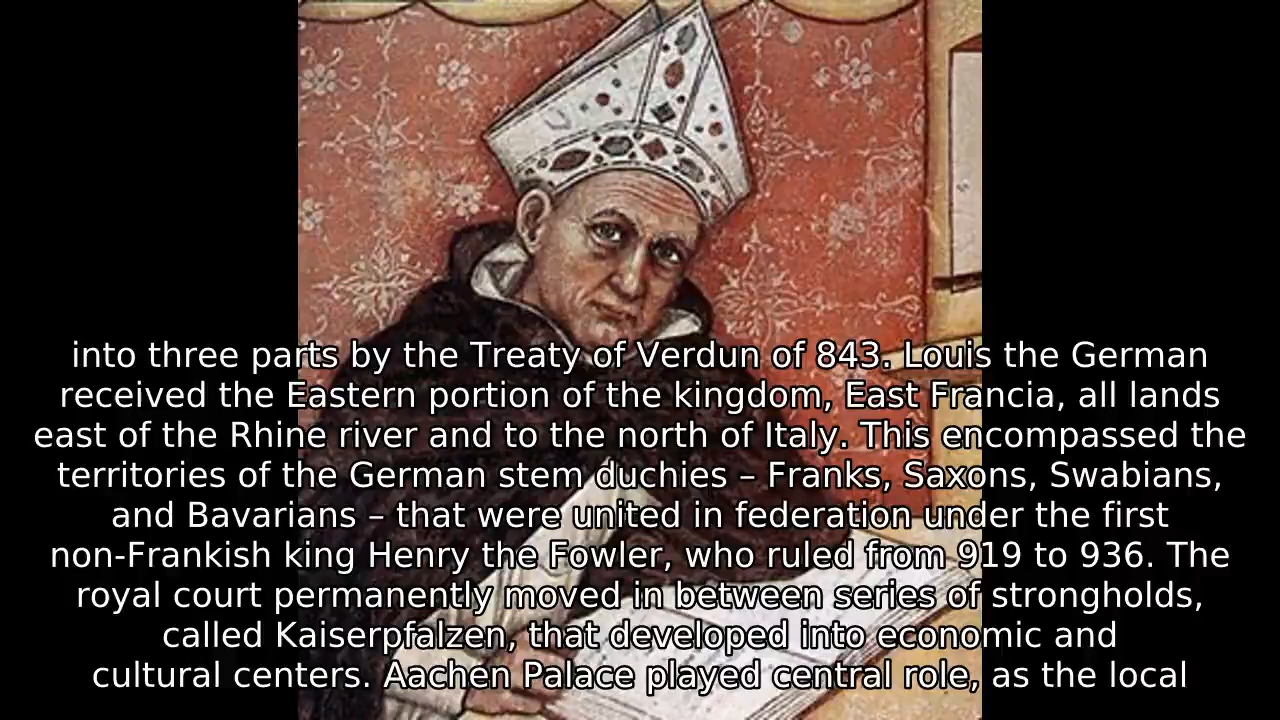 into three parts by the Treaty of Verdun of 843. Louis the German
received the Eastern portion of the kingdom, East Francia, all lands
east of the Rhine river and to the north of Italy. This encompassed the
territories of the German stem duchies – Franks, Saxons, Swabians,
and Bavarians – that were united in federation under the first
non-Frankish king Henry the Fowler, who ruled from 919 to 936. The
royal court permanently moved in between series of strongholds,
called Kaiserpfalzen, that developed into economic and
cultural centers. Aachen Palace played central role, as the local